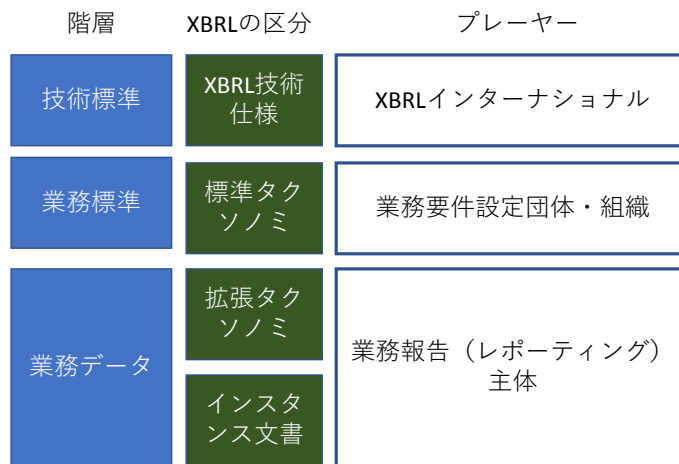 階層
XBRLの区分
プレーヤー
技術標準
XBRL技術
仕様
XBRLインターナショナル
業務標準
標準タク
ソノミ
業務要件設定団体・組織
業務データ
拡張タク
ソノミ
業務報告（レポーティング）
主体
インスタ
ンス文書